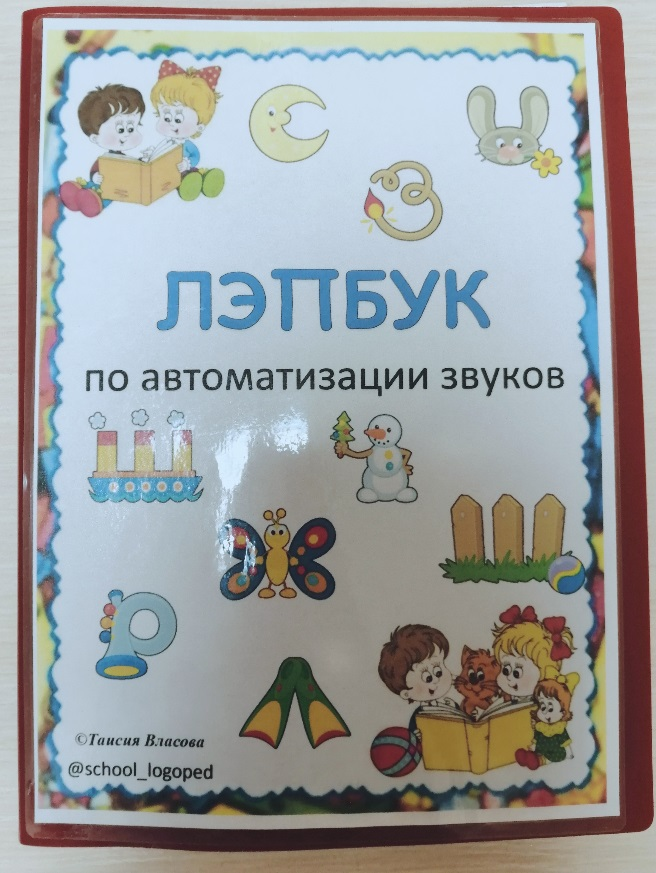 ЛЭПБУК
по автоматизации звуков
©Таисия Власова
@school_logoped